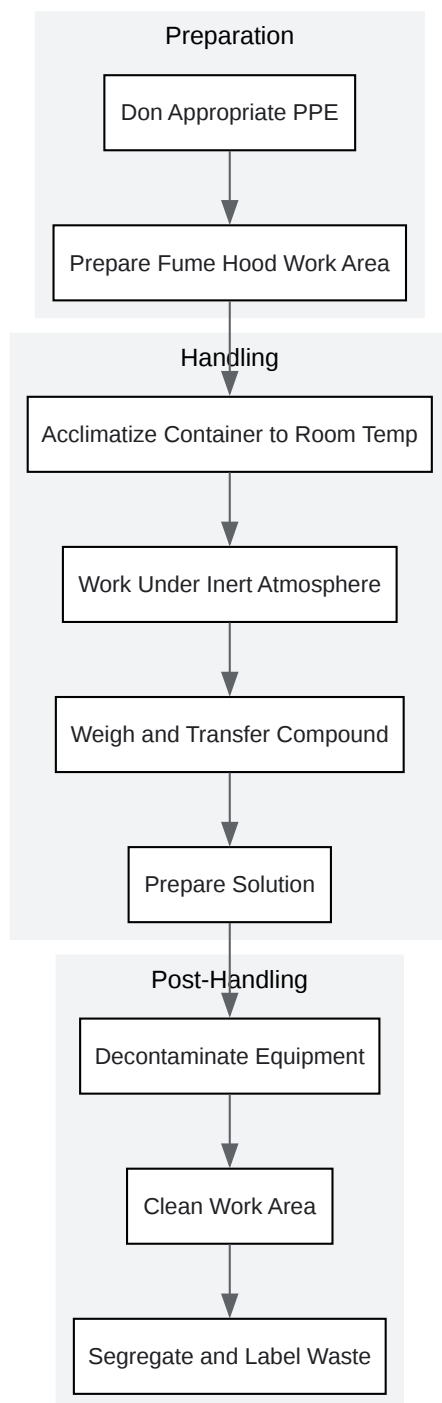 Preparation
Don Appropriate PPE
Prepare Fume Hood Work Area
Handling
Acclimatize Container to Room Temp
Work Under Inert Atmosphere
Weigh and Transfer Compound
Prepare Solution
Post-Handling
Decontaminate Equipment
Clean Work Area
Segregate and Label Waste